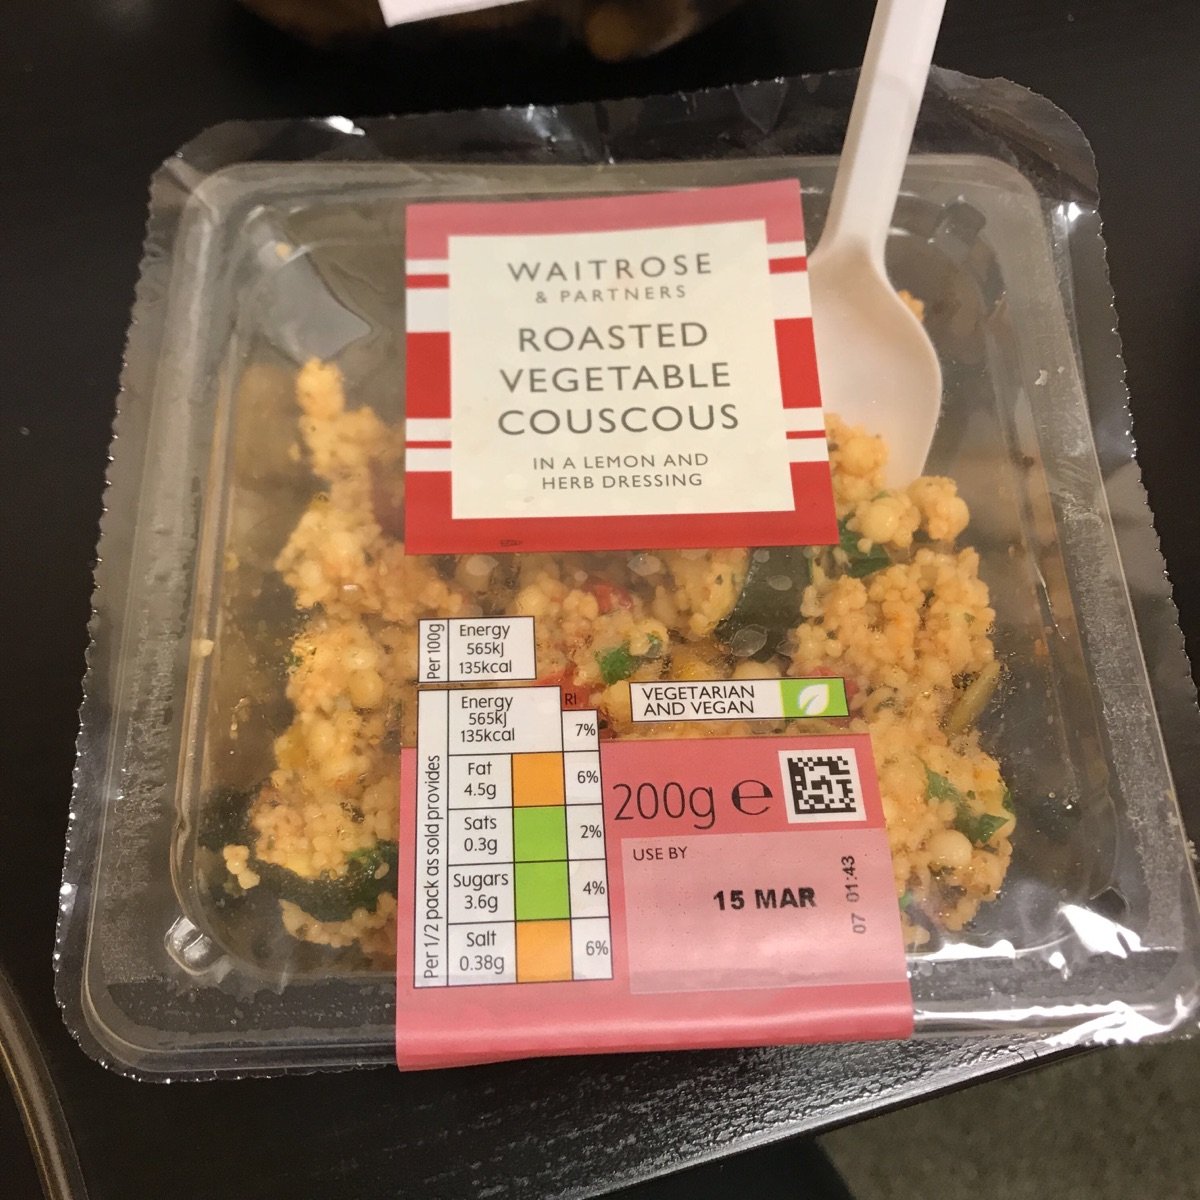 WAITROSE
& PARTNERS
ROASTED
VEGETABLE
COUSCOUS
IN A LEMON AND
HERB DRESSING
Per 100g
Energy
565kJ
135kcal
Per 1/2 pack as sold provides
Energy
565kJ
135kcal
RI
7%
Fat
4.5g
6%
Sats
0.3g
2%
Sugars
3.6g
4%
Salt
0.38g
6%
VEGETARIAN
AND VEGAN
200g e
USE BY
15 MAR
07 01:43